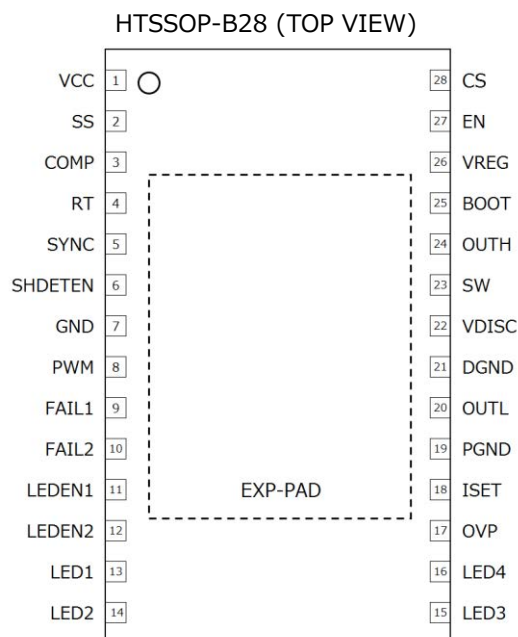 HTSSOP-B28 (TOP VIEW)
VCC 1 28 CS
SS 2 27 EN
COMP 3 26 VREG
RT 4 25 BOOT
SYNC 5 24 OUTH
SHDETEN 6 23 SW
GND 7 22 VDISC
PWM 8 21 DGND
FAIL1 9 20 OUTL
FAIL2 10 19 PGND
LEDEN1 11 EXP-PAD 18 ISET
LEDEN2 12 17 OVP
LED1 13 16 LED4
LED2 14 15 LED3